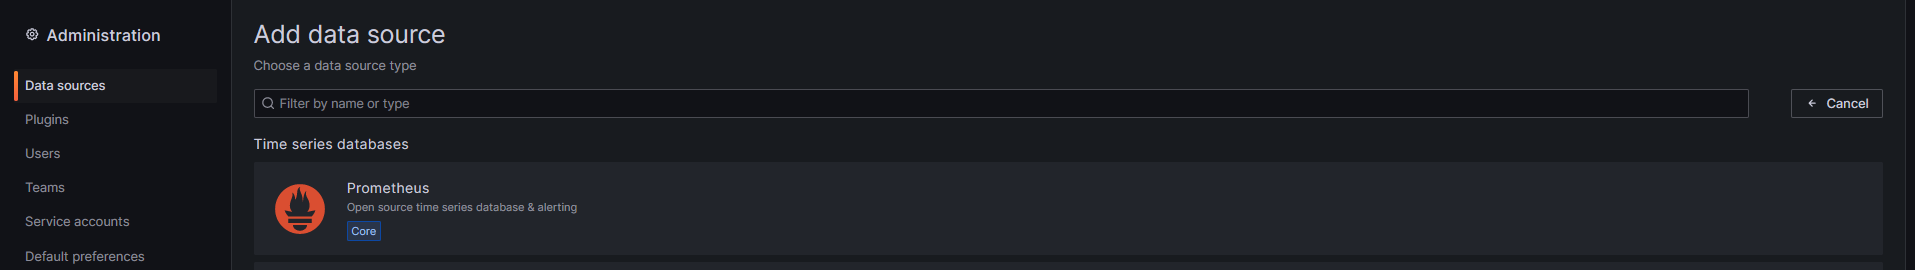 Administration
Data sources
Plugins
Users
Teams
Service accounts
Default preferences
Add data source
Choose a data source type
Filter by name or type
Cancel
Time series databases
Prometheus
Open source time series database & alerting
Core